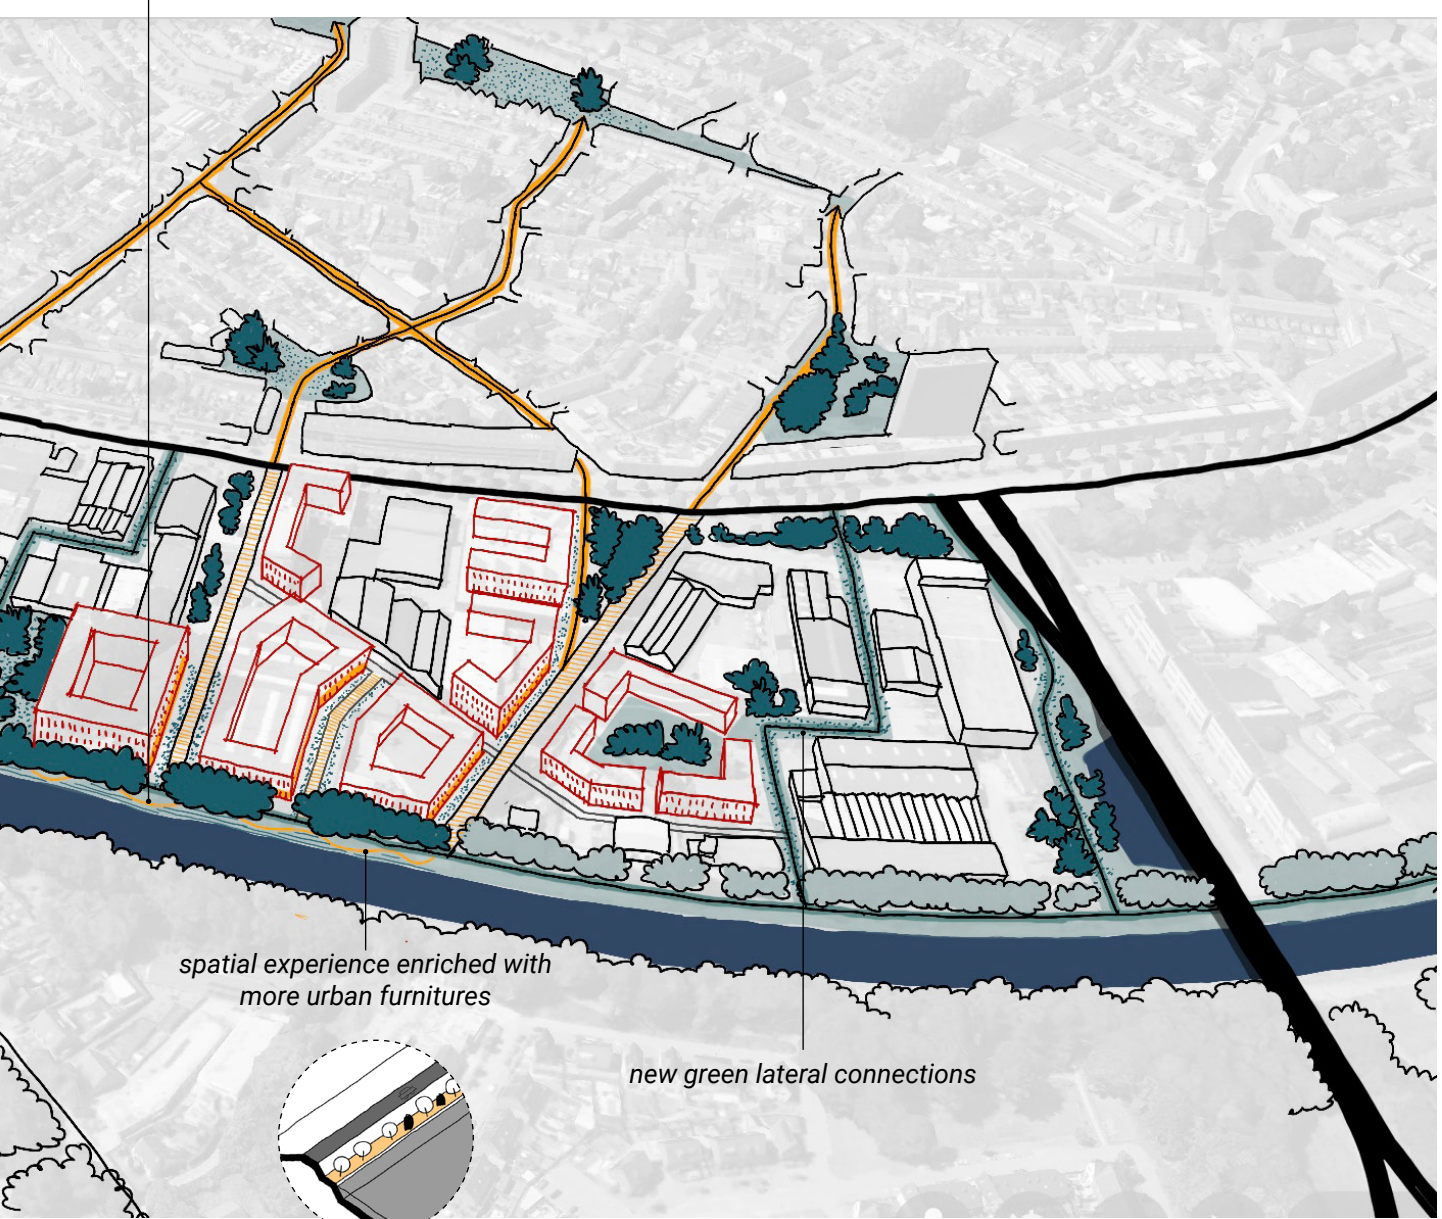 spatial experience enriched with
more urban furnitures
new green lateral connections